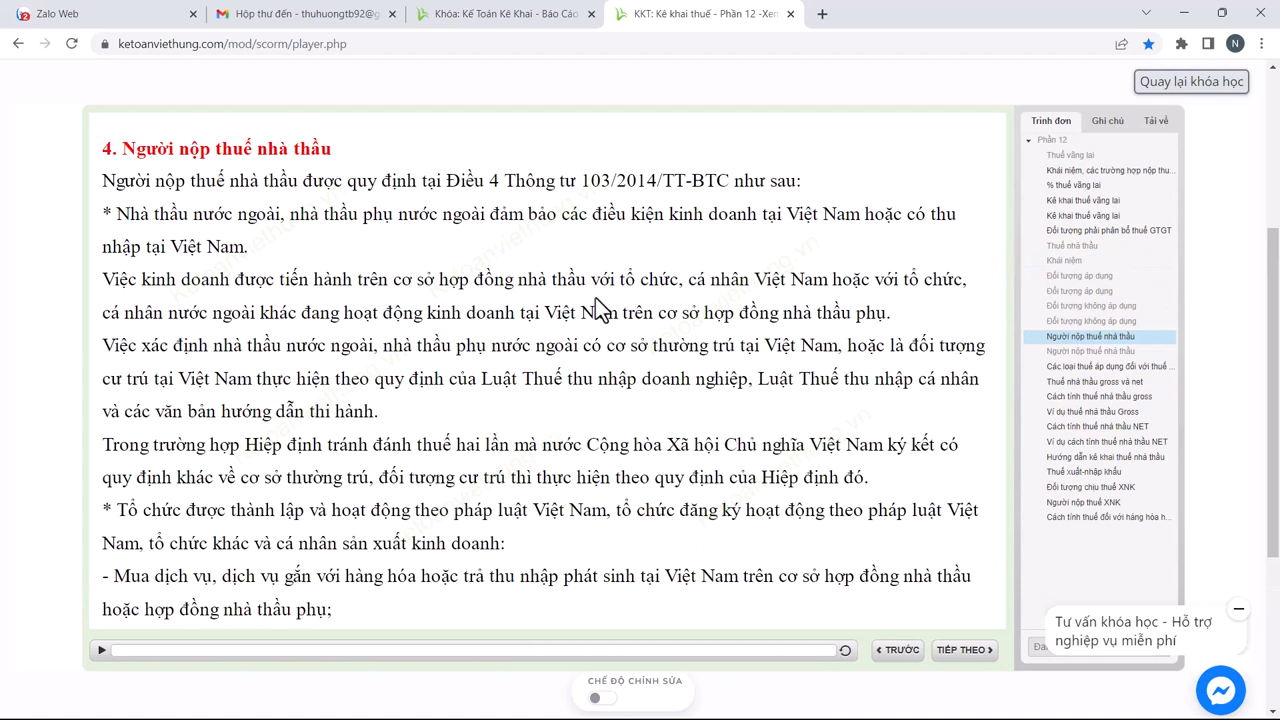 Zalo Web
Hộp thư đến - thuhuongtb92@g
Khóa: Kế Toán Kê Khai - Báo Cáo
KKT: Kê khai thuế - Phần 12 -Xem
ketoanviethung.com/mod/scorm/player.php
N
Quay lại khóa học
4. Người nộp thuế nhà thầu
Người nộp thuế nhà thầu được quy định tại Điều 4 Thông tư 103/2014/TT-BTC như sau:
* Nhà thầu nước ngoài, nhà thầu phụ nước ngoài đảm bảo các điều kiện kinh doanh tại Việt Nam hoặc có thu
nhập tại Việt Nam.
Việc kinh doanh được tiến hành trên cơ sở hợp đồng nhà thầu với tổ chức, cá nhân Việt Nam hoặc với tổ chức,
cá nhân nước ngoài khác đang hoạt động kinh doanh tại Việt Nam trên cơ sở hợp đồng nhà thầu phụ.
Việc xác định nhà thầu nước ngoài, nhà thầu phụ nước ngoài có cơ sở thường trú tại Việt Nam, hoặc là đối tượng
cư trú tại Việt Nam thực hiện theo quy định của Luật Thuế thu nhập doanh nghiệp, Luật Thuế thu nhập cá nhân
và các văn bản hướng dẫn thi hành.
Trong trường hợp Hiệp định tránh đánh thuế hai lần mà nước Cộng hòa Xã hội Chủ nghĩa Việt Nam ký kết có
quy định khác về cơ sở thường trú, đối tượng cư trú thì thực hiện theo quy định của Hiệp định đó.
* Tổ chức được thành lập và hoạt động theo pháp luật Việt Nam, tổ chức đăng ký hoạt động theo pháp luật Việt
Nam, tổ chức khác và cá nhân sản xuất kinh doanh:
- Mua dịch vụ, dịch vụ gắn với hàng hóa hoặc trả thu nhập phát sinh tại Việt Nam trên cơ sở hợp đồng nhà thầu
hoặc hợp đồng nhà thầu phụ;
TRƯỚC
TIẾP THEO
CHẾ ĐỘ CHỈNH SỬA
Trình đơn
Ghi chú
Tải về
Phần 12
Thuế vãng lai
Khái niệm, các trường hợp nộp thu...
% thuế vãng lai
Kê khai thuế vãng lai
Kê khai thuế vãng lai
Đối tượng phải phân bổ thuế GTGT
Thuế nhà thầu
Khái niệm
Đối tượng áp dụng
Đối tượng áp dụng
Đối tượng không áp dụng
Đối tượng không áp dụng
Người nộp thuế nhà thầu
Người nộp thuế nhà thầu
Các loại thuế áp dụng đối với thuế ...
Thuế nhà thầu gross và net
Cách tính thuế nhà thầu gross
Ví dụ thuế nhà thầu Gross
Cách tính thuế nhà thầu NET
Ví dụ cách tính thuế nhà thầu NET
Hướng dẫn kê khai thuế nhà thầu
Thuế xuất-nhập khẩu
Đối tượng chịu thuế XNK
Người nộp thuế XNK
Cách tính thuế đối với hàng hóa h...
Tư vấn khóa học - Hỗ trợ
nghiệp vụ miễn phí